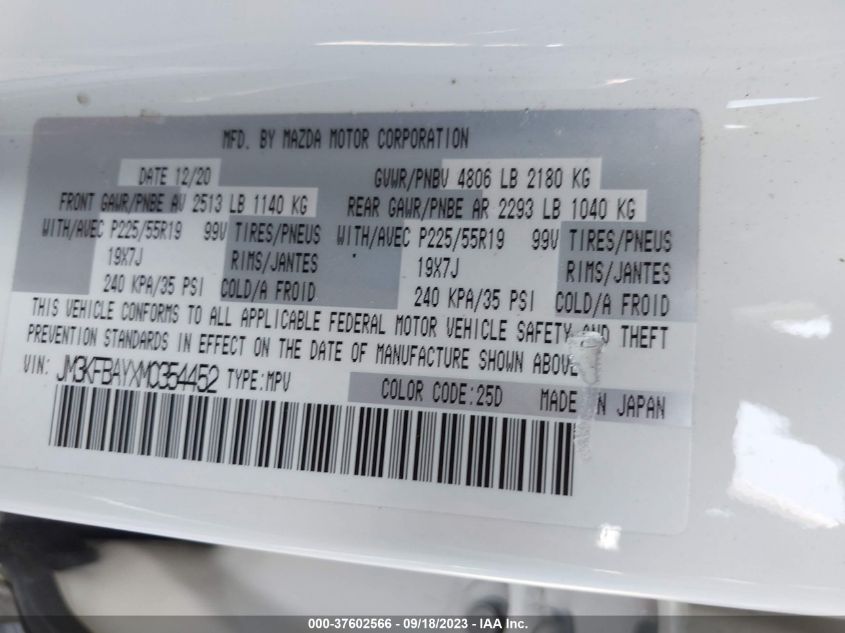 MFD. BY MAZDA MOTOR CORPORATION
DATE 12/20 GVWR/PNBV 4806 LB 2180 KG
FRONT GAWR/PNBE AV 2513 LB 1140 KG REAR GAWR/PNBE AR 2293 LB 1040 KG
WITH/AVEC P225/55R19 99V TIRES/PNEUS WITH/AVEC P225/55R19 99V TIRES/PNEUS
19X7J RIMS/JANTES 19X7J RIMS/JANTES
240 KPA/35 PSI COLD/A FROID 240 KPA/35 PSI COLD/A FROID
THIS VEHICLE CONFORMS TO ALL APPLICABLE FEDERAL MOTOR VEHICLE SAFETY AND THEFT
PREVENTION STANDARDS IN EFFECT ON THE DATE OF MANUFACTURE SHOWN ABOVE.
VIN: JM3KFBAYXM0354452 TYPE:MPV
COLOR CODE:25D MADE IN JAPAN
000-37602566 - 09/18/2023 - IAA Inc.